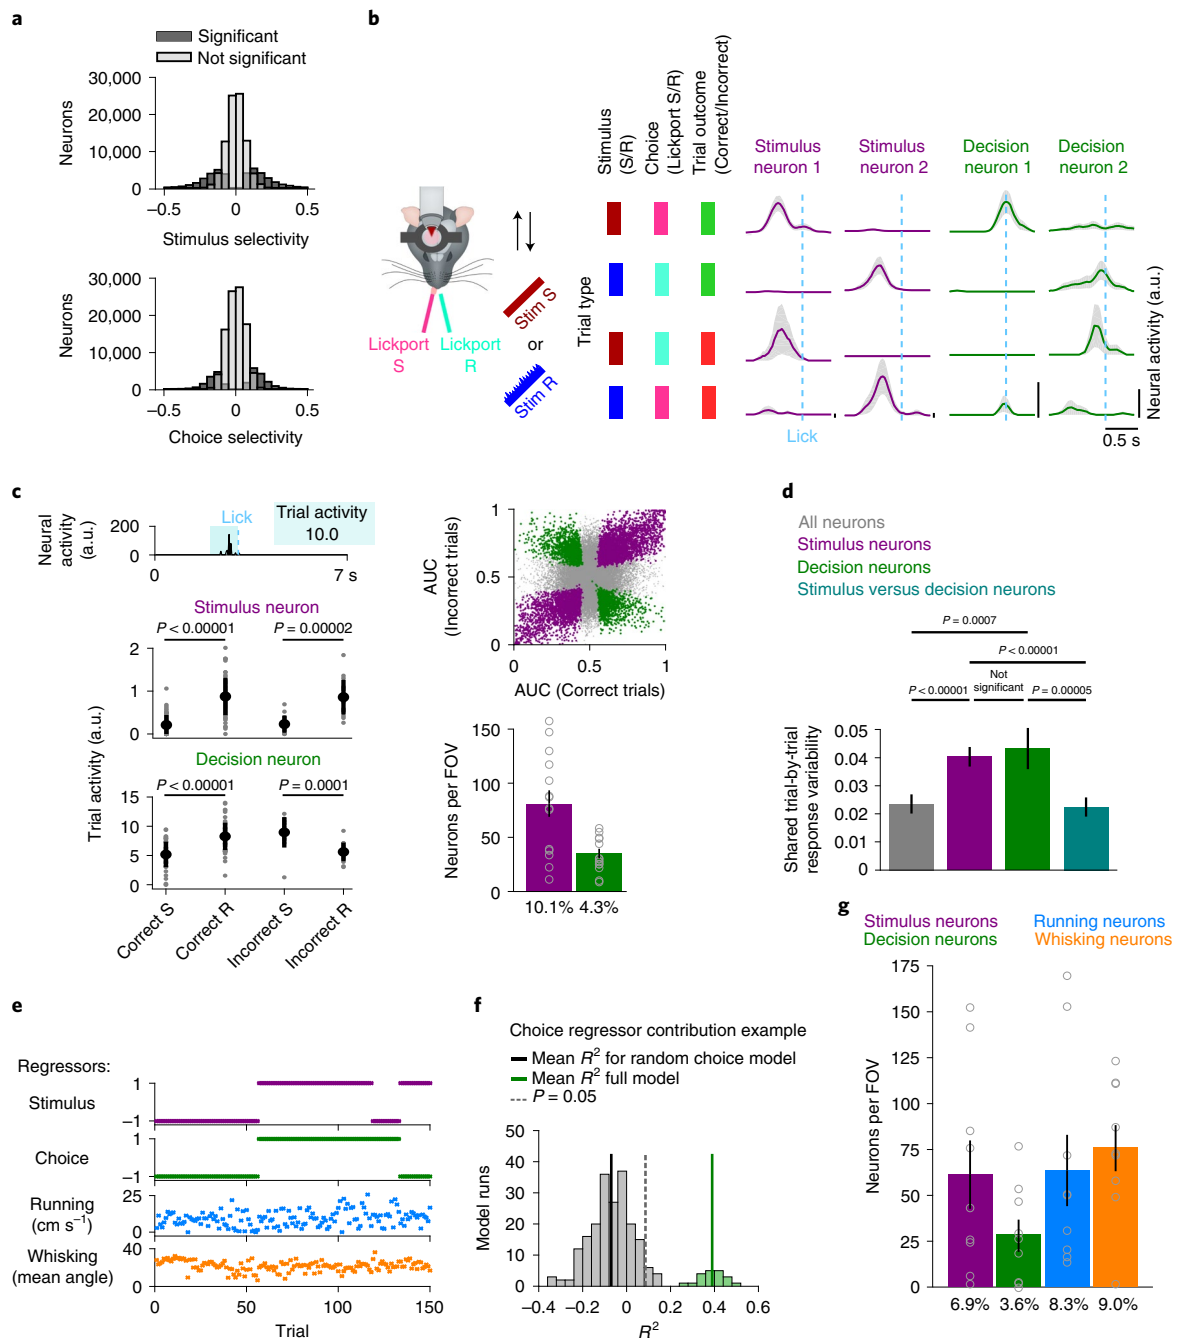 a
Significant
Not significant
30,000
20,000
10,000
0
Neurons
−0.5
0
0.5
Stimulus selectivity
30,000
20,000
10,000
0
Neurons
−0.5
0
0.5
Choice selectivity
b
Lickport S
Lickport R
Stim S
or
Stim R
Trial type
Stimulus (S/R)
Choice (Lickport S/R)
Trial outcome (Correct/Incorrect)
Stimulus neuron 1
Stimulus neuron 2
Decision neuron 1
Decision neuron 2
Lick
0.5 s
Neural activity (a.u.)
c
Neural activity (a.u.)
200
0
Lick
Trial activity
10.0
0
7 s
Stimulus neuron
P < 0.00001
P = 0.00002
2
1
0
Decision neuron
P < 0.00001
P = 0.0001
15
10
5
0
Trial activity (a.u.)
Correct S
Correct R
Incorrect S
Incorrect R
AUC (Incorrect trials)
1
0.5
0
0
0.5
1
AUC (Correct trials)
Neurons per FOV
150
100
50
0
10.1%
4.3%
d
All neurons
Stimulus neurons
Decision neurons
Stimulus versus decision neurons
P = 0.0007
P < 0.00001
Not significant
P < 0.00001
P = 0.00005
Shared trial-by-trial response variability
0.05
0.04
0.03
0.02
0.01
0
e
Regressors:
Stimulus
1
−1
Choice
1
−1
Running (cm s−1)
25
0
Whisking (mean angle)
40
0
0
50
100
150
Trial
f
Choice regressor contribution example
Mean R2 for random choice model
Mean R2 full model
P = 0.05
Model runs
50
40
30
20
10
0
−0.4
−0.2
0
0.2
0.4
0.6
R2
g
Stimulus neurons
Decision neurons
Running neurons
Whisking neurons
Neurons per FOV
175
150
125
100
75
50
25
0
6.9%
3.6%
8.3%
9.0%